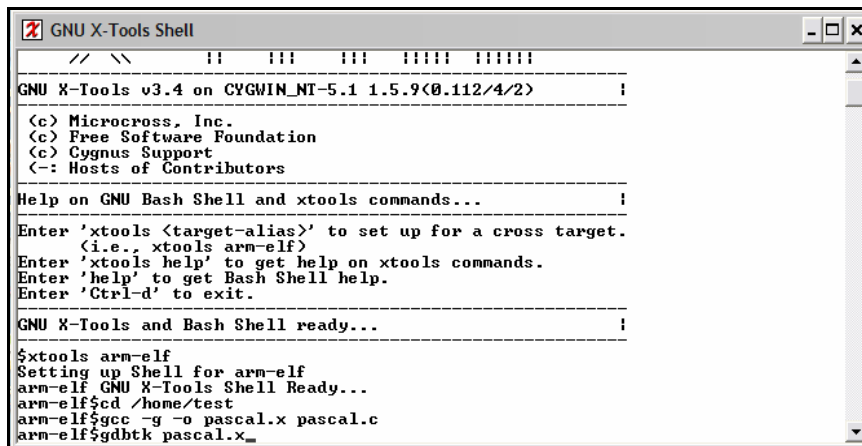 GNU X-Tools Shell
// \\ ¦¦ ¦¦¦ ¦¦¦ ¦¦¦¦¦ ¦¦¦¦¦¦
GNU X-Tools v3.4 on CYGWIN_NT-5.1 1.5.9(0.112/4/2) ¦
(c) Microcross, Inc.
(c) Free Software Foundation
(c) Cygnus Support
(-: Hosts of Contributors
Help on GNU Bash Shell and xtools commands... ¦
Enter 'xtools <target-alias>' to set up for a cross target.
(i.e., xtools arm-elf)
Enter 'xtools help' to get help on xtools commands.
Enter 'help' to get Bash Shell help.
Enter 'Ctrl-d' to exit.
GNU X-Tools and Bash Shell ready... ¦
$xtools arm-elf
Setting up Shell for arm-elf
arm-elf GNU X-Tools Shell Ready...
arm-elf$cd /home/test
arm-elf$gcc -g -o pascal.x pascal.c
arm-elf$gdbtk pascal.x_